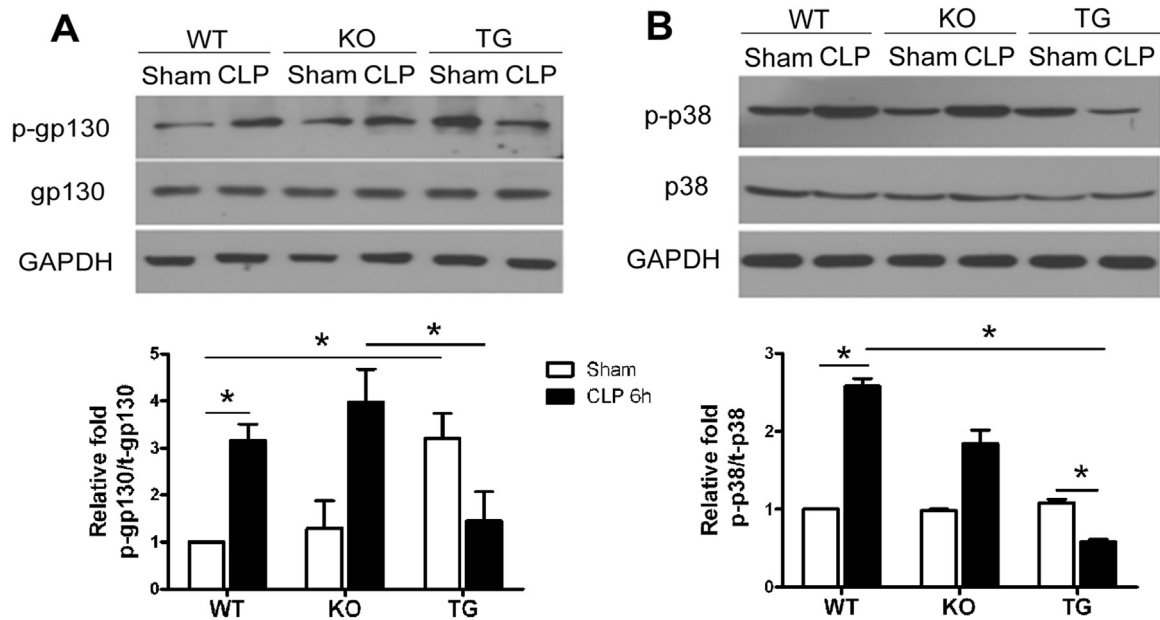 A
WT KO TG
Sham CLP Sham CLP Sham CLP
p-gp130
gp130
GAPDH
* *
*
Relative fold
p-gp130/t-gp130
5
4
3
2
1
0
WT KO TG
Sham
CLP 6h
B
WT KO TG
Sham CLP Sham CLP Sham CLP
p-p38
p38
GAPDH
* *
*
Relative fold
p-p38/t-p38
3
2
1
0
WT KO TG